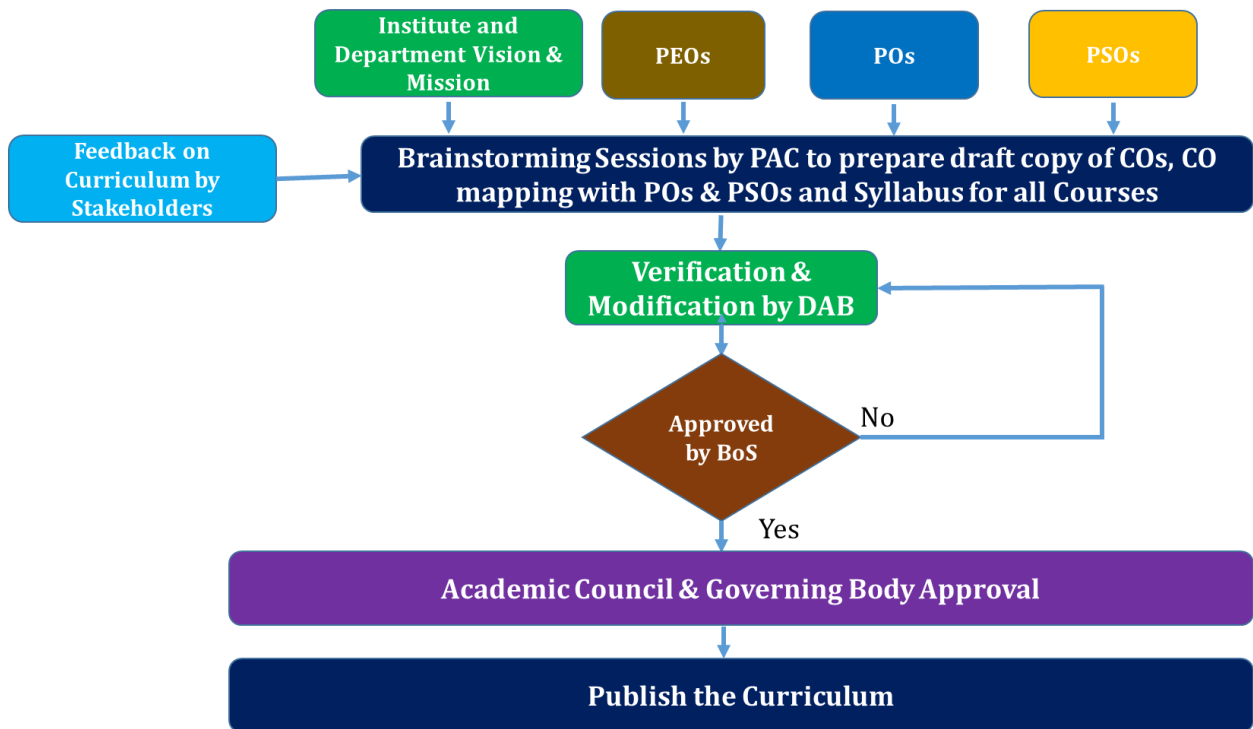 Institute and
Department Vision &
Mission
PEOs
POs
PSOs
Feedback on
Curriculum by
Stakeholders
Brainstorming Sessions by PAC to prepare draft copy of COs, CO
mapping with POs & PSOs and Syllabus for all Courses
Verification &
Modification by DAB
Approved
by BoS
No
Yes
Academic Council & Governing Body Approval
Publish the Curriculum